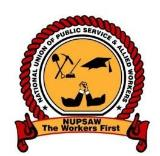 NATIONAL UNION OF PUBLIC SERVICE & ALLIED WORKERS
NUPSAW
The Workers First